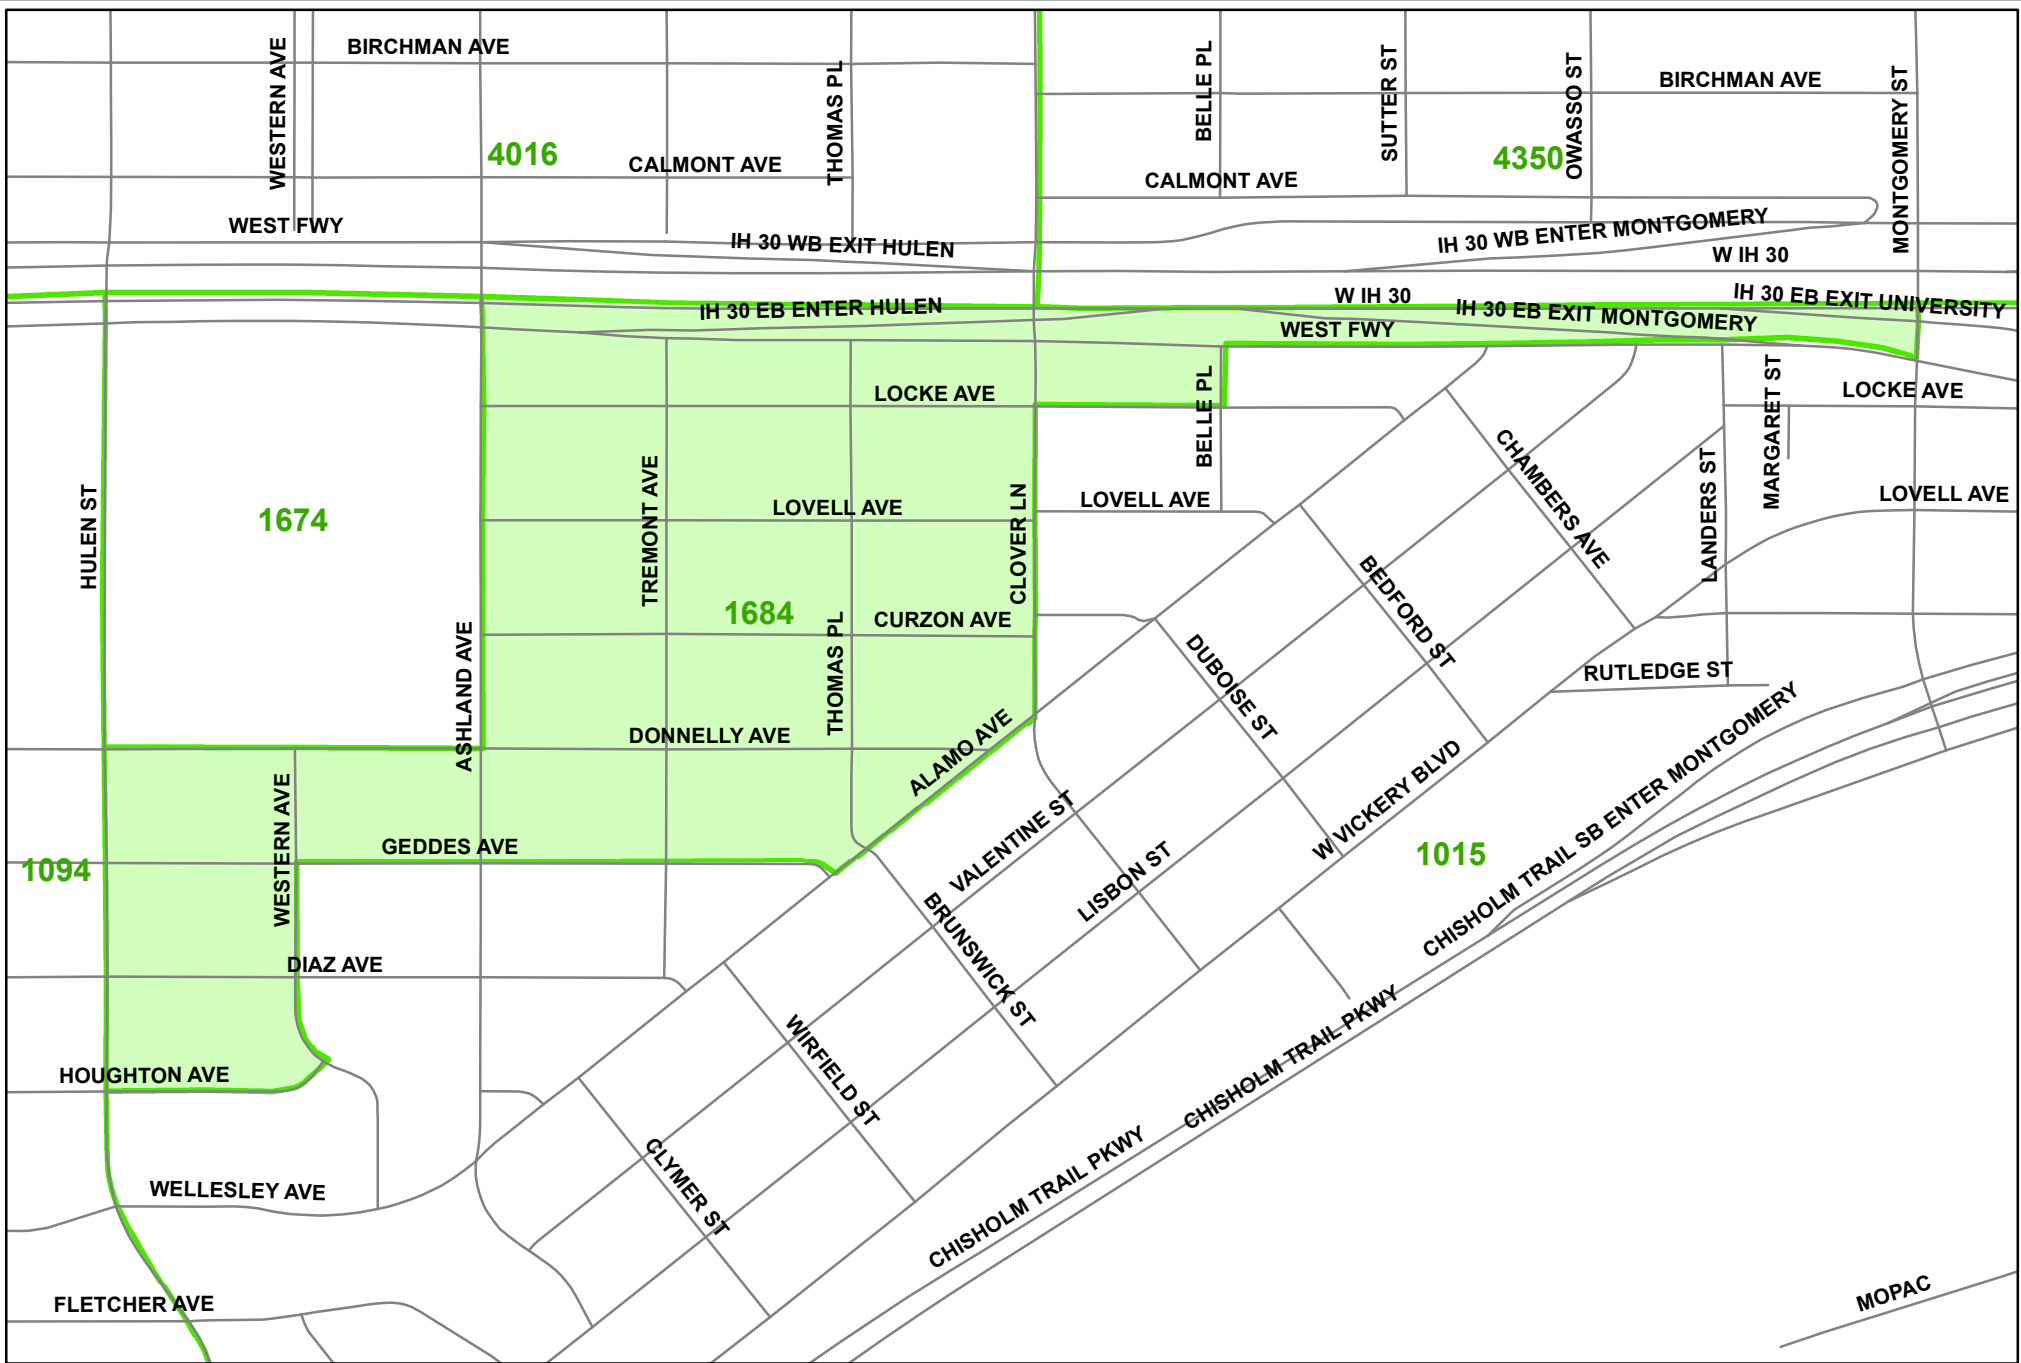 BIRCHMAN AVE
WESTERN AVE
THOMAS PL
BELLE PL
SUTTER ST
OWASSO ST
BIRCHMAN AVE
MONTGOMERY ST
4016
CALMONT AVE
4350
CALMONT AVE
WEST FWY
IH 30 WB EXIT HULEN
IH 30 WB ENTER MONTGOMERY
W IH 30
IH 30 EB ENTER HULEN
W IH 30
IH 30 EB EXIT MONTGOMERY
IH 30 EB EXIT UNIVERSITY
WEST FWY
LOCKE AVE
BELLE PL
MARGARET ST
LOCKE AVE
HULEN ST
1674
TREMONT AVE
LOVELL AVE
CLOVER LN
LOVELL AVE
CHAMBERS AVE
LANDERS ST
LOVELL AVE
1684
CURZON AVE
THOMAS PL
BEDFORD ST
DUBOISE ST
RUTLEDGE ST
ASHLAND AVE
DONNELLY AVE
ALAMO AVE
CHISHOLM TRAIL SB ENTER MONTGOMERY
WESTERN AVE
GEDDES AVE
VALENTINE ST
LISBON ST
W VICKERY BLVD
1015
1094
DIAZ AVE
BRUNSWICK ST
HOUGHTON AVE
WIRFIELD ST
CHISHOLM TRAIL PKWY
CHISHOLM TRAIL PKWY
WELLESLEY AVE
CLYMER ST
FLETCHER AVE
MOPAC